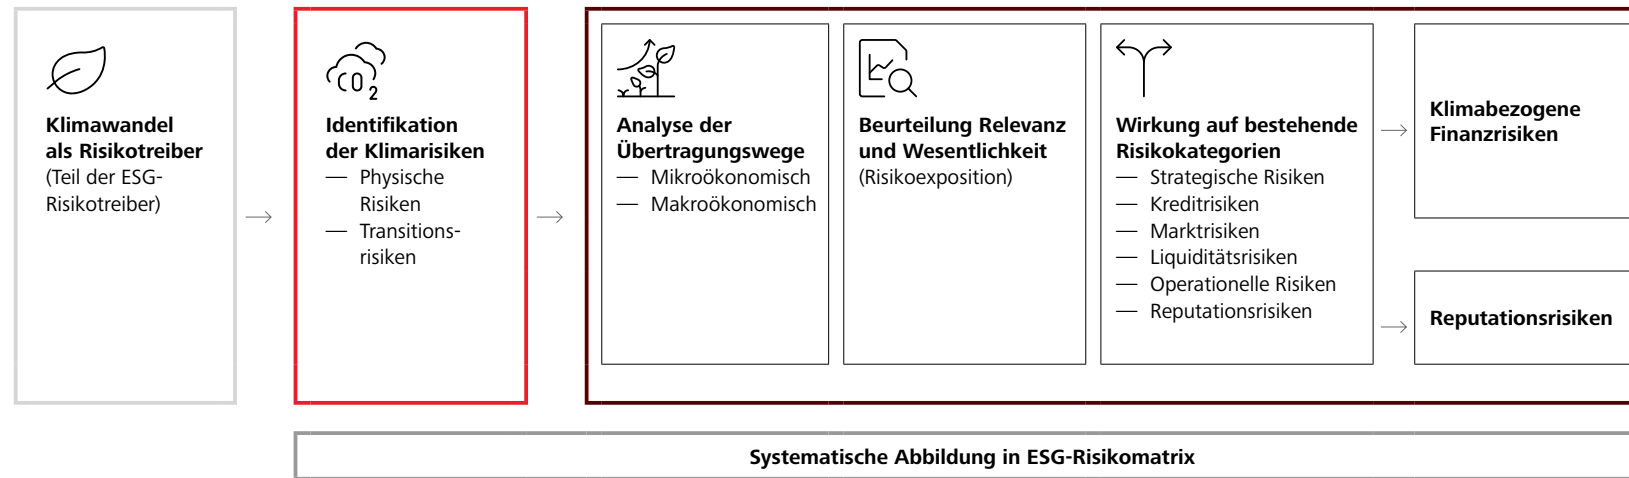 Klimawandel
als Risikotreiber
(Teil der ESG-
Risikotreiber)
Identifikation
der Klimarisiken
— Physische
Risiken
— Transitions-
risiken
Analyse der
Übertragungswege
— Mikroökonomisch
— Makroökonomisch
Beurteilung Relevanz
und Wesentlichkeit
(Risikoexposition)
Wirkung auf bestehende
Risikokategorien
— Strategische Risiken
— Kreditrisiken
— Marktrisiken
— Liquiditätsrisiken
— Operationelle Risiken
— Reputationsrisiken
Klimabezogene
Finanzrisiken
Reputationsrisiken
Systematische Abbildung in ESG-Risikomatrix
CO2